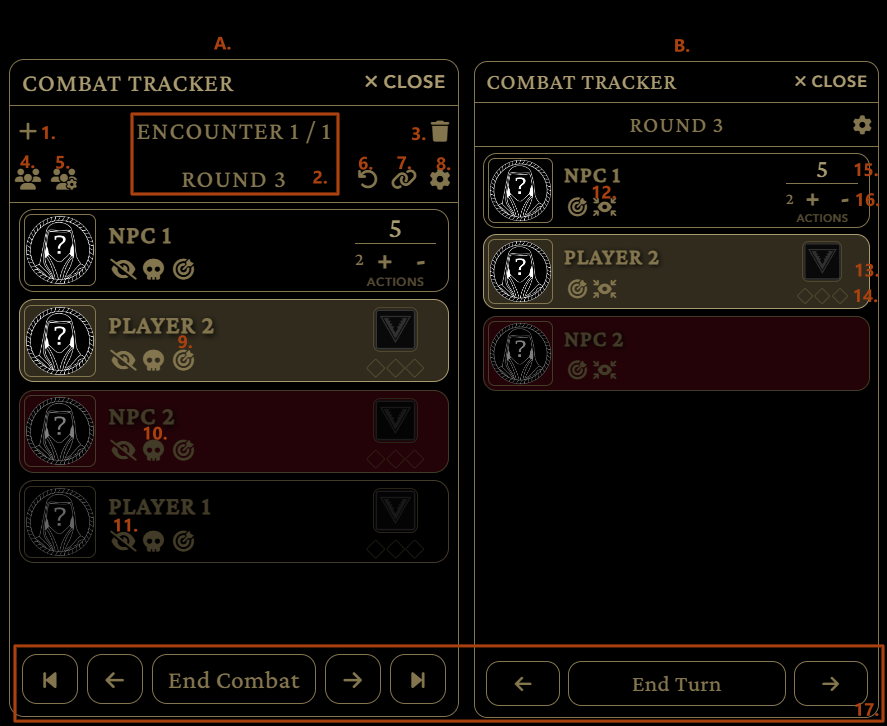 A.
COMBAT TRACKER
× CLOSE
1.
ENCOUNTER 1 / 1
3.
4.
5.
ROUND 3
2.
6.
7.
8.
?
NPC 1
5
2 + -
ACTIONS
?
PLAYER 2
9.
?
NPC 2
10.
?
PLAYER 1
11.
End Combat
B.
COMBAT TRACKER
× CLOSE
ROUND 3
?
NPC 1
5
15.
12.
2 + -
16.
ACTIONS
?
PLAYER 2
13.
14.
?
NPC 2
End Turn
17.